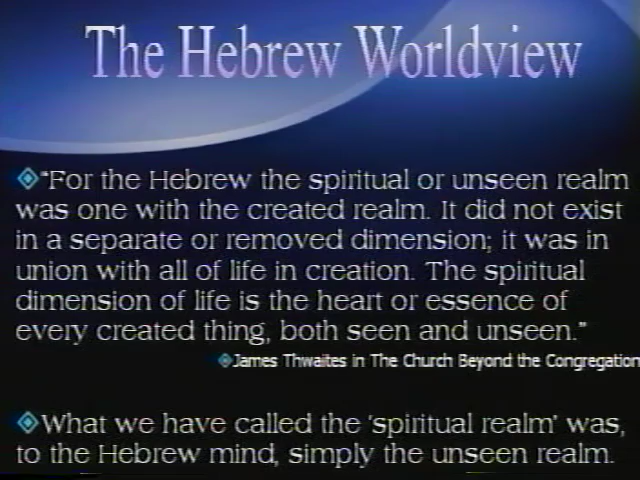 The Hebrew Worldview
"For the Hebrew the spiritual or unseen realm
was one with the created realm. It did not exist
in a separate or removed dimension; it was in
union with all of life in creation. The spiritual
dimension of life is the heart or essence of
every created thing, both seen and unseen."
James Thwaites in The Church Beyond the Congregation
What we have called the 'spiritual realm' was,
to the Hebrew mind, simply the unseen realm.